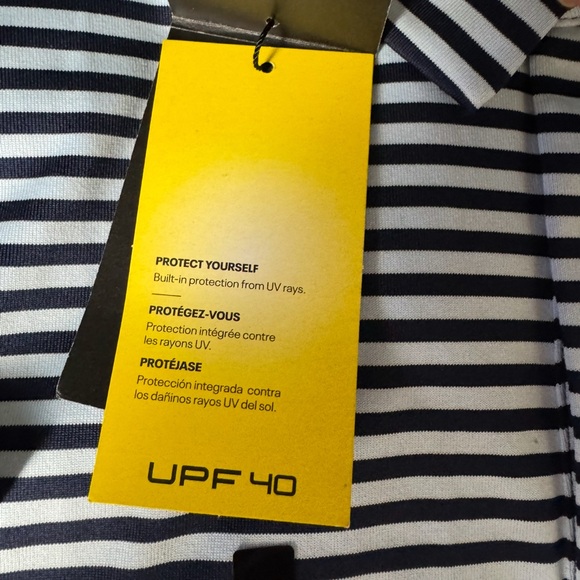 PROTECT YOURSELF
Built-in protection from UV rays.
PROTÉGEZ-VOUS
Protection intégrée contre
les rayons UV.
PROTÉJASE
Protección integrada contra
los dañinos rayos UV del sol.
UPF 40